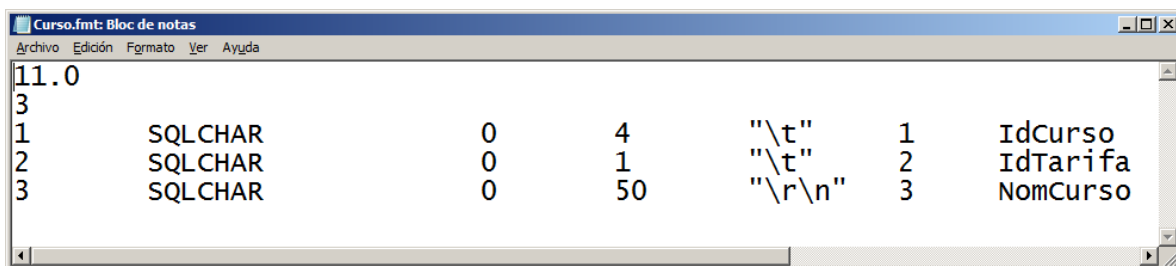 Curso.fmt: Bloc de notas
Archivo Edición Formato Ver Ayuda
11.0
3
1 SQLCHAR 0 4 "\t" 1 IdCurso
2 SQLCHAR 0 1 "\t" 2 IdTarifa
3 SQLCHAR 0 50 "\r\n" 3 NomCurso